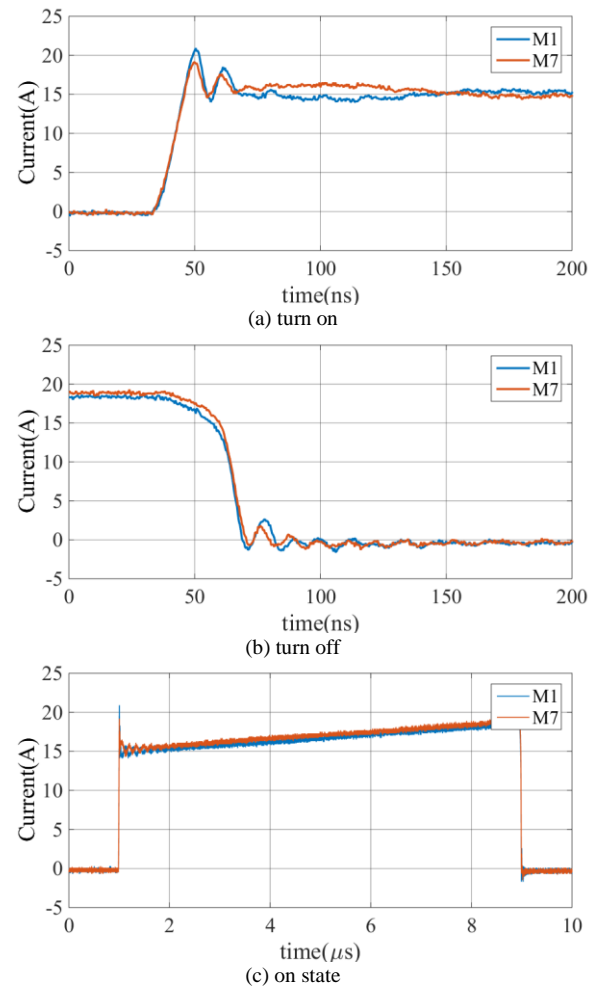 25
20
15
10
5
0
-5
Current(A)
M1
M7
0 50 100 150 200
time(ns)
(a) turn on
25
20
15
10
5
0
-5
Current(A)
M1
M7
0 50 100 150 200
time(ns)
(b) turn off
25
20
15
10
5
0
-5
Current(A)
M1
M7
0 2 4 6 8 10
time(μs)
(c) on state